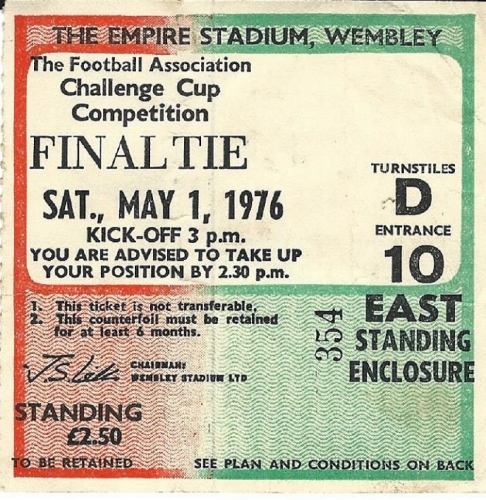 THE EMPIRE STADIUM, WEMBLEY
The Football Association
Challenge Cup
Competition
FINAL TIE
SAT., MAY 1, 1976
KICK-OFF 3 p.m.
YOU ARE ADVISED TO TAKE UP
YOUR POSITION BY 2.30 p.m.
TURNSTILES
D
ENTRANCE
10
EAST
STANDING
ENCLOSURE
354
1. This ticket is not transferable.
2. This counterfoil must be retained
for at least 6 months.
CHAIRMAN:
WEMBLEY STADIUM LTD
STANDING
£2.50
TO BE RETAINED
SEE PLAN AND CONDITIONS ON BACK